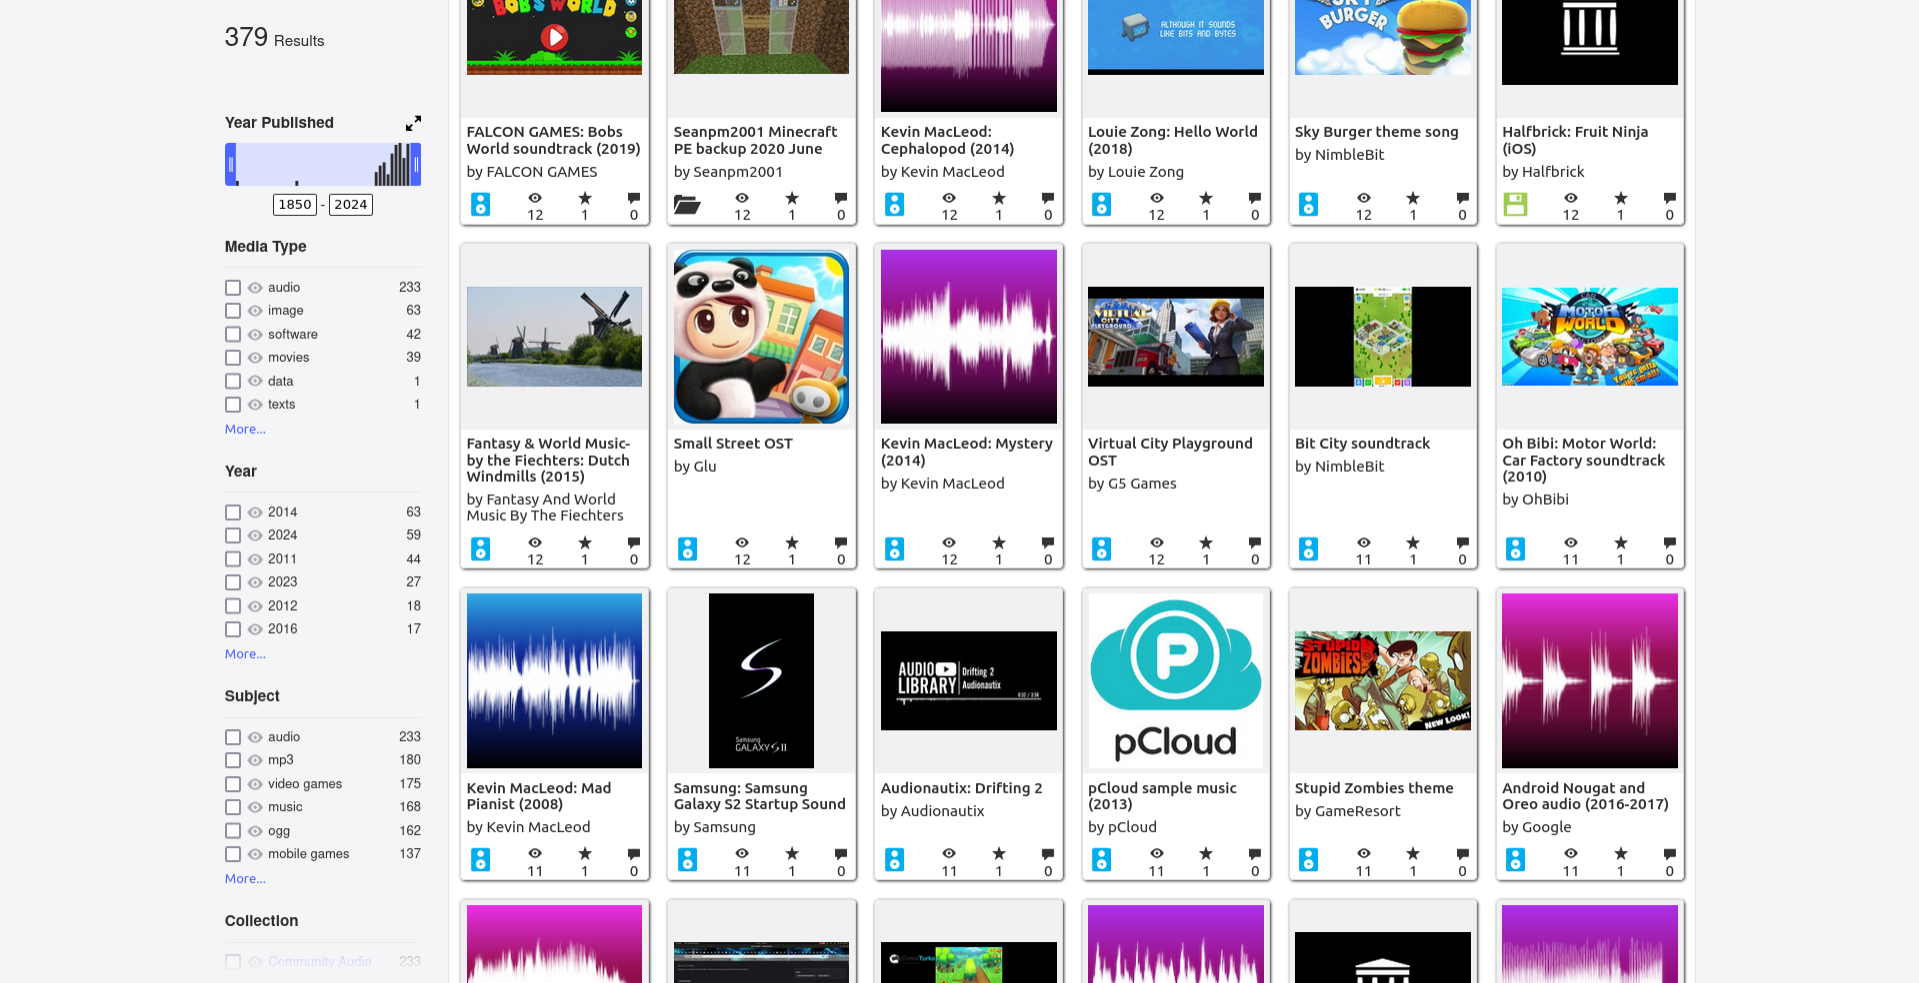 379 Results
Year Published
1850 - 2024
Media Type
audio 233
image 63
software 42
movies 39
data 1
texts 1
More...
Year
2014 63
2024 59
2011 44
2023 27
2012 18
2016 17
More...
Subject
audio 233
mp3 180
video games 175
music 168
ogg 162
mobile games 137
More...
Collection
Community Audio 233
BOB'S WORLD
FALCON GAMES: Bobs
World soundtrack (2019)
by FALCON GAMES
12 1 0
Seanpm2001 Minecraft
PE backup 2020 June
by Seanpm2001
12 1 0
Kevin MacLeod:
Cephalopod (2014)
by Kevin MacLeod
12 1 0
ALTHOUGH IT SOUNDS
LIKE BITS AND BYTES
Louie Zong: Hello World
(2018)
by Louie Zong
12 1 0
SKY
BURGER
Sky Burger theme song
by NimbleBit
12 1 0
Halfbrick: Fruit Ninja
(iOS)
by Halfbrick
12 1 0
Fantasy & World Music-
by the Fiechters: Dutch
Windmills (2015)
by Fantasy And World
Music By The Fiechters
12 1 0
Small Street OST
by Glu
12 1 0
Kevin MacLeod: Mystery
(2014)
by Kevin MacLeod
12 1 0
VIRTUAL
CITY
PLAYGROUND
Virtual City Playground
OST
by G5 Games
12 1 0
Bit City soundtrack
by NimbleBit
11 1 0
CAR
MOTOR
WORLD
FACTORY
You've gotta
Oh Bibi: Motor World:
Car Factory soundtrack
(2010)
by OhBibi
11 1 0
Kevin MacLeod: Mad
Pianist (2008)
by Kevin MacLeod
11 1 0
Samsung
GALAXY S II
Samsung: Samsung
Galaxy S2 Startup Sound
by Samsung
11 1 0
AUDIO
LIBRARY
Drifting 2
Audionautix
Audionautix: Drifting 2
by Audionautix
11 1 0
P
pCloud
pCloud sample music
(2013)
by pCloud
11 1 0
STUPID
ZOMBIES
NEW LOOK!
Stupid Zombies theme
by GameResort
11 1 0
Android Nougat and
Oreo audio (2016-2017)
by Google
11 1 0